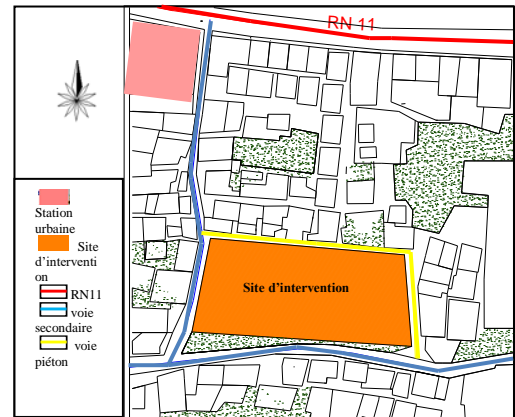 RN 11
Station
urbaine
Site
d'interventi
on
RN11
voie
secondaire
voie
piéton
Site d'intervention